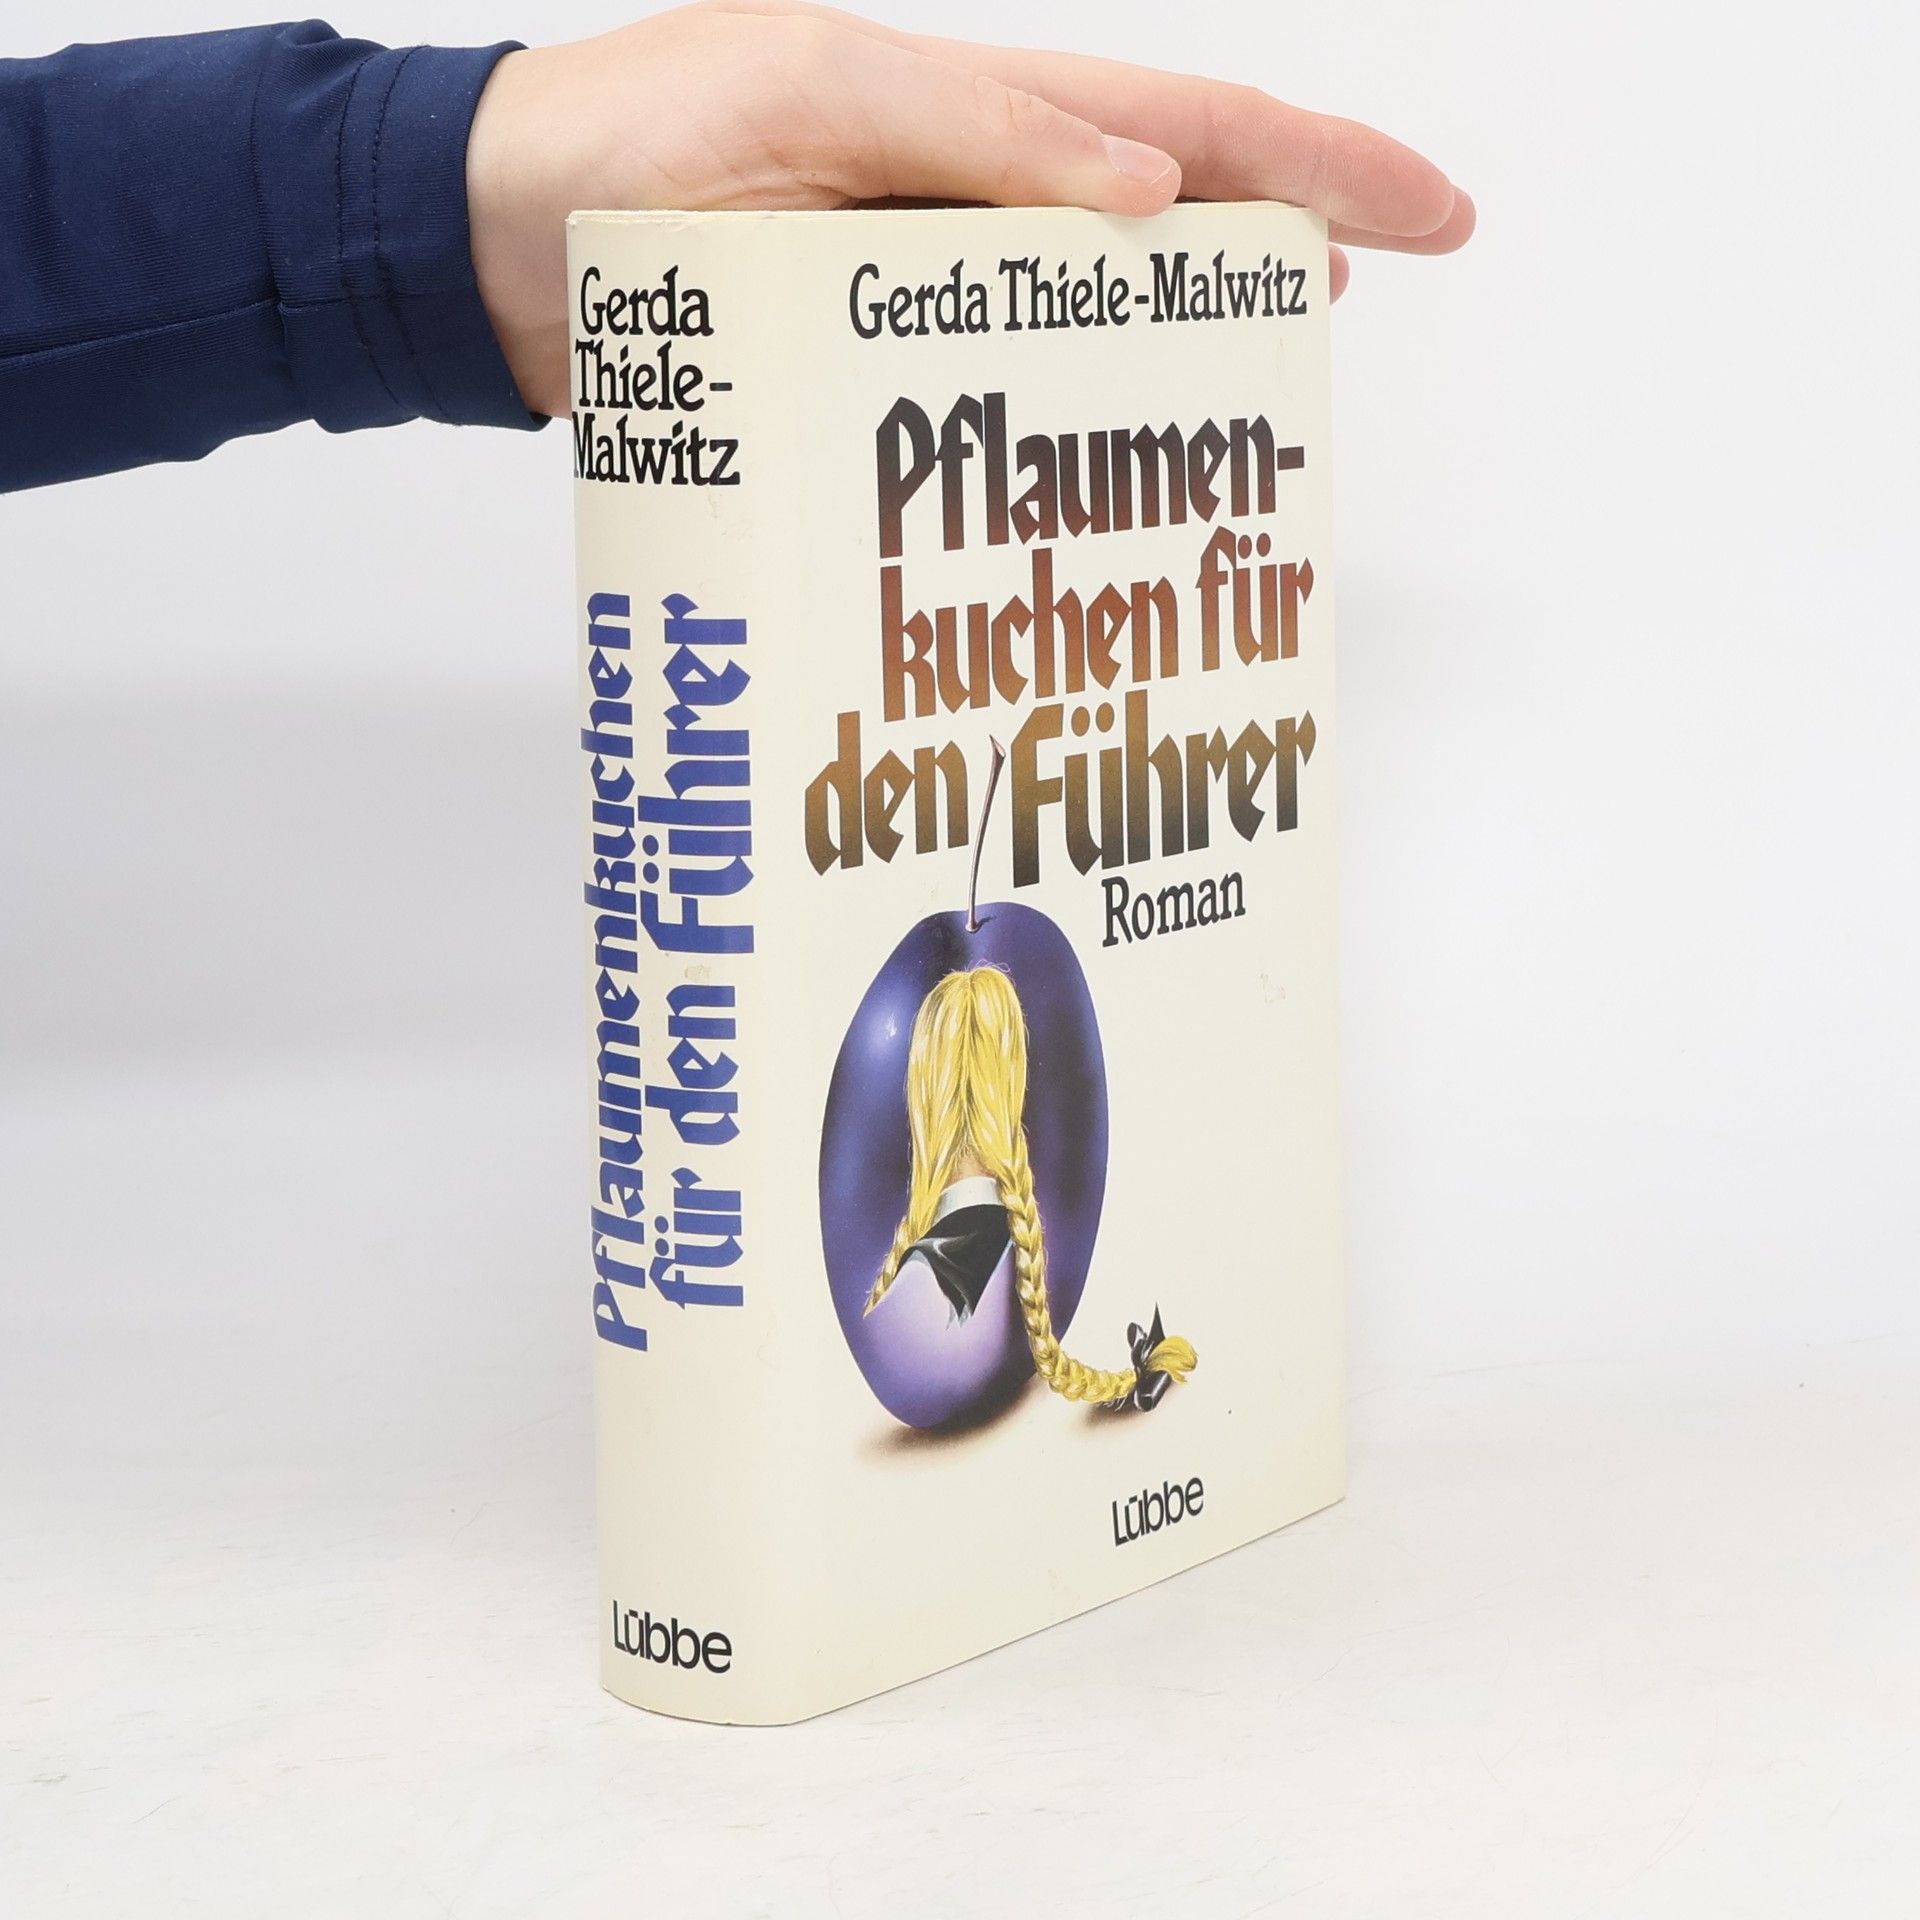 Gerda
Thiele-
Malwitz
Pflaumenkuchen
für den Führer
Lübbe
Gerda Thiele-Malwitz
Pflaumen-
kuchen für
den Führer
Roman
Lübbe